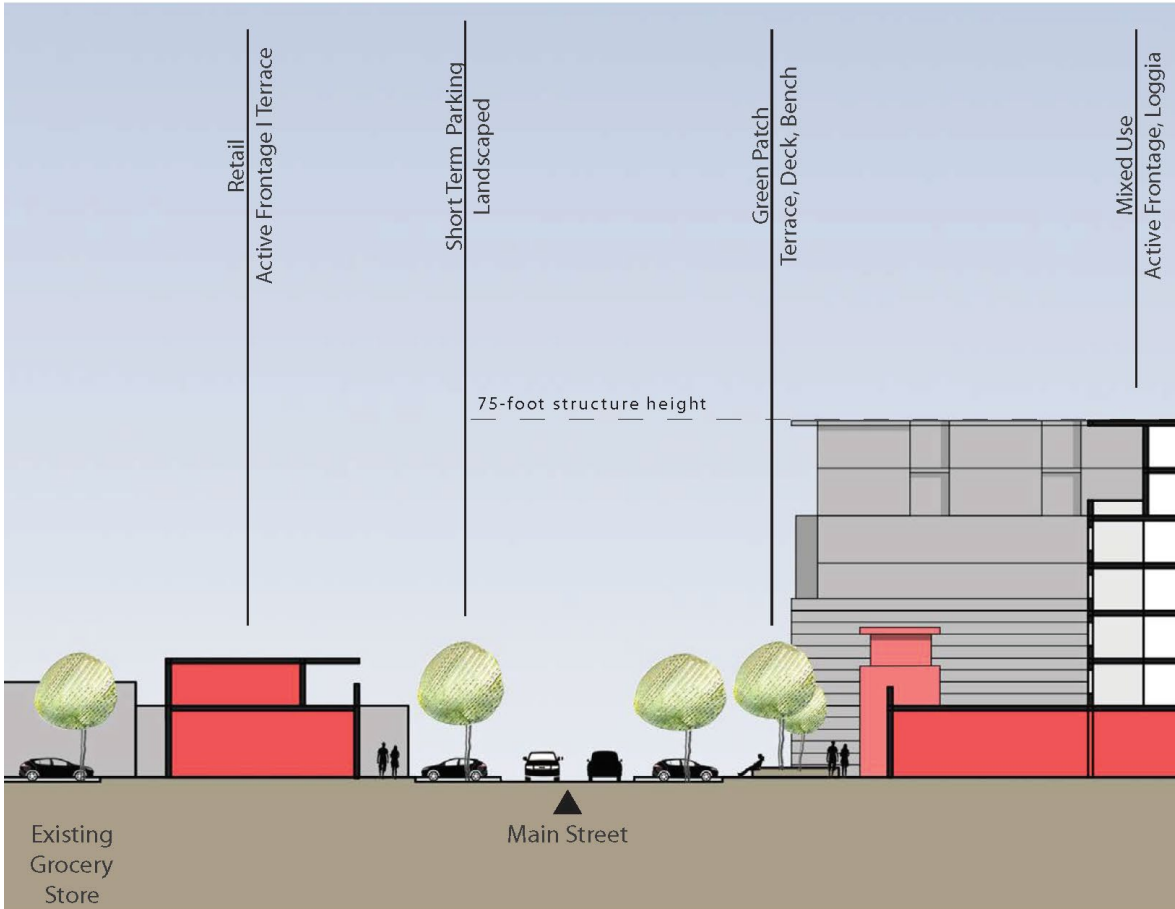 Retail
Active Frontage I Terrace
Short Term Parking
Landscaped
Green Patch
Terrace, Deck, Bench
Mixed Use
Active Frontage, Loggia
75-foot structure height
Existing
Grocery
Store
Main Street